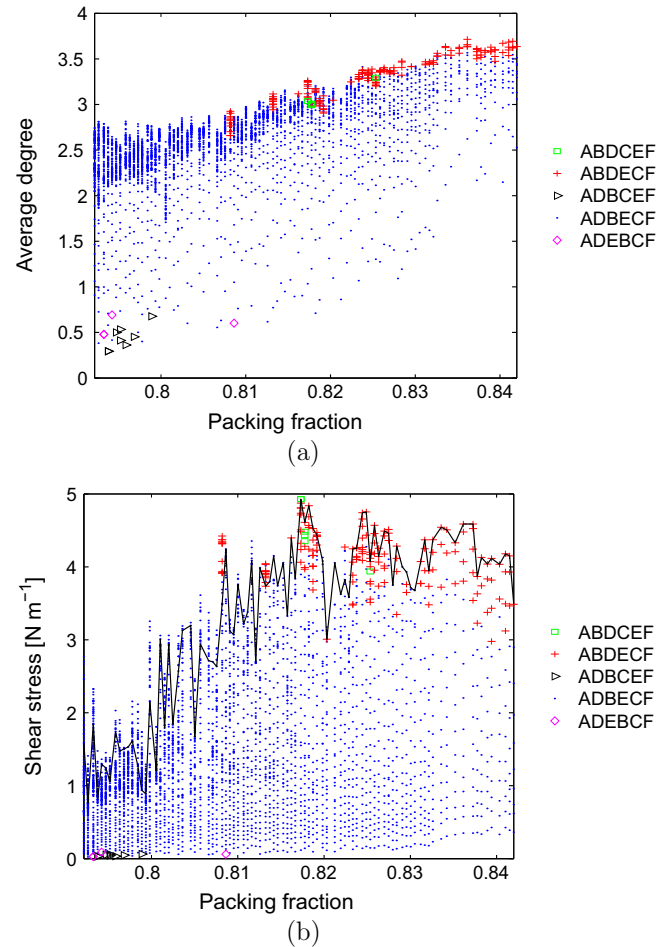 4
3.5
3
2.5
2
1.5
1
0.5
0
Average degree
0.8 0.81 0.82 0.83 0.84
Packing fraction
ABDCEF
ABDECF
ADBCEF
ADBECF
ADEBCF
(a)
5
4
3
2
1
0
Shear stress [N m⁻¹]
0.8 0.81 0.82 0.83 0.84
Packing fraction
ABDCEF
ABDECF
ADBCEF
ADBECF
ADEBCF
(b)